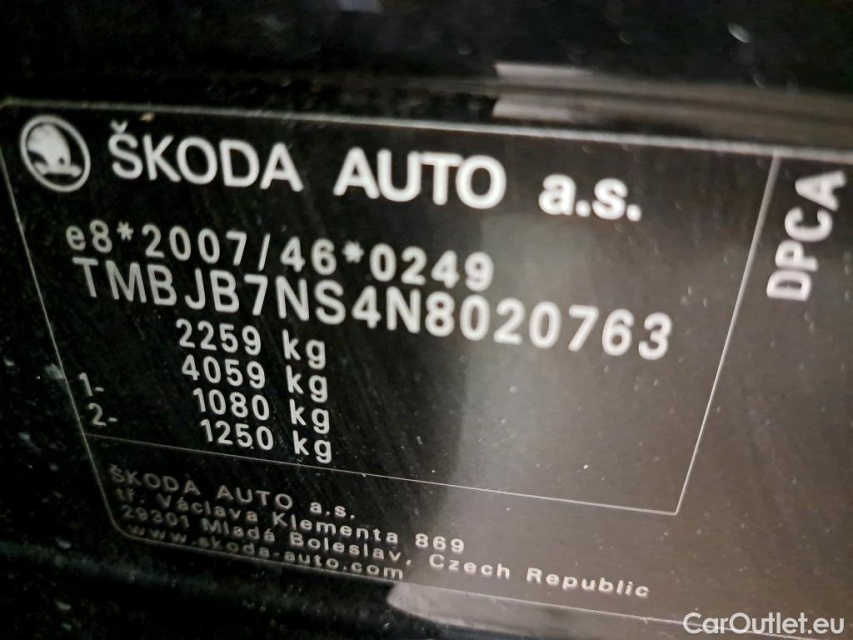 ŠKODA AUTO a.s.
DPCA
e8*2007/46*0249
TMBJB7NS4N8020763
2259 kg
4059 kg
1- 1080 kg
2- 1250 kg
ŠKODA AUTO a.s.
tř. Václava Klementa 869
29301 Mladá Boleslav, Czech Republic
www.skoda-auto.com
CarOutlet.eu